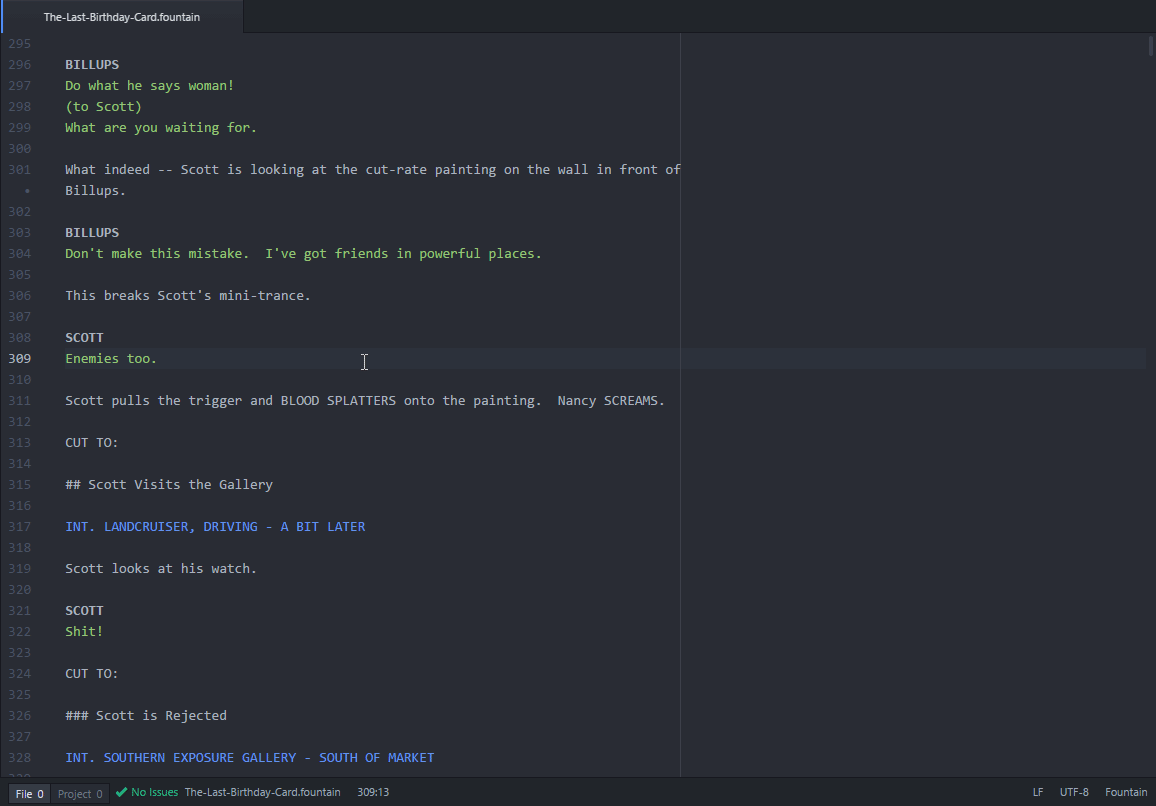 The-Last-Birthday-Card.fountain
295
296 BILLUPS
297 Do what he says woman!
298 (to Scott)
299 What are you waiting for.
300
301 What indeed -- Scott is looking at the cut-rate painting on the wall in front of
• Billups.
302
303 BILLUPS
304 Don't make this mistake.  I've got friends in powerful places.
305
306 This breaks Scott's mini-trance.
307
308 SCOTT
309 Enemies too.
310
311 Scott pulls the trigger and BLOOD SPLATTERS onto the painting.  Nancy SCREAMS.
312
313 CUT TO:
314
315 ## Scott Visits the Gallery
316
317 INT. LANDCRUISER, DRIVING - A BIT LATER
318
319 Scott looks at his watch.
320
321 SCOTT
322 Shit!
323
324 CUT TO:
325
326 ### Scott is Rejected
327
328 INT. SOUTHERN EXPOSURE GALLERY - SOUTH OF MARKET
329
File 0 Project 0 No Issues The-Last-Birthday-Card.fountain 309:13 LF UTF-8 Fountain